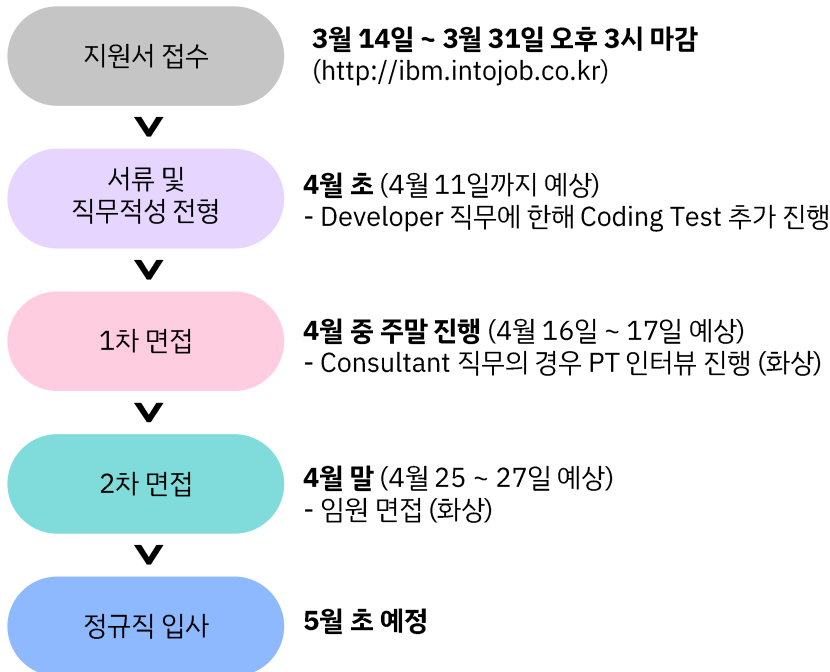 지원서 접수
3월 14일 ~ 3월 31일 오후 3시 마감
(http://ibm.intojob.co.kr)
서류 및
직무적성 전형
4월 초 (4월 11일까지 예상)
- Developer 직무에 한해 Coding Test 추가 진행
1차 면접
4월 중 주말 진행 (4월 16일 ~ 17일 예상)
- Consultant 직무의 경우 PT 인터뷰 진행 (화상)
2차 면접
4월 말 (4월 25 ~ 27일 예상)
- 임원 면접 (화상)
정규직 입사
5월 초 예정